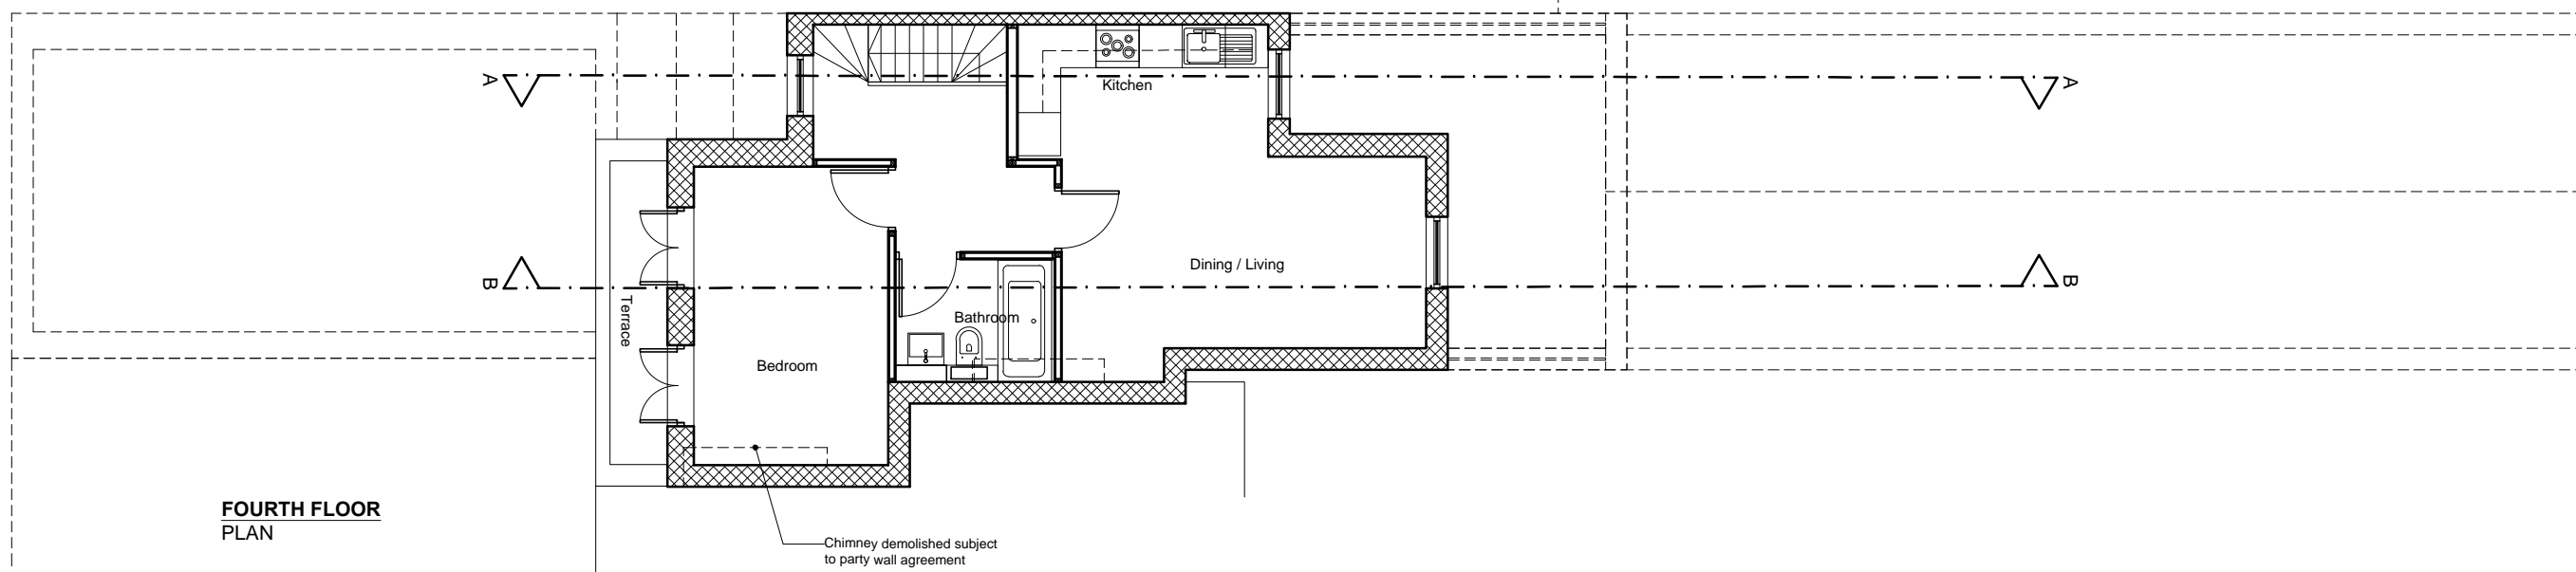 A
A
Kitchen
B
B
Dining / Living
Terrace
Bathroom
Bedroom
FOURTH FLOOR
PLAN
Chimney demolished subject
to party wall agreement